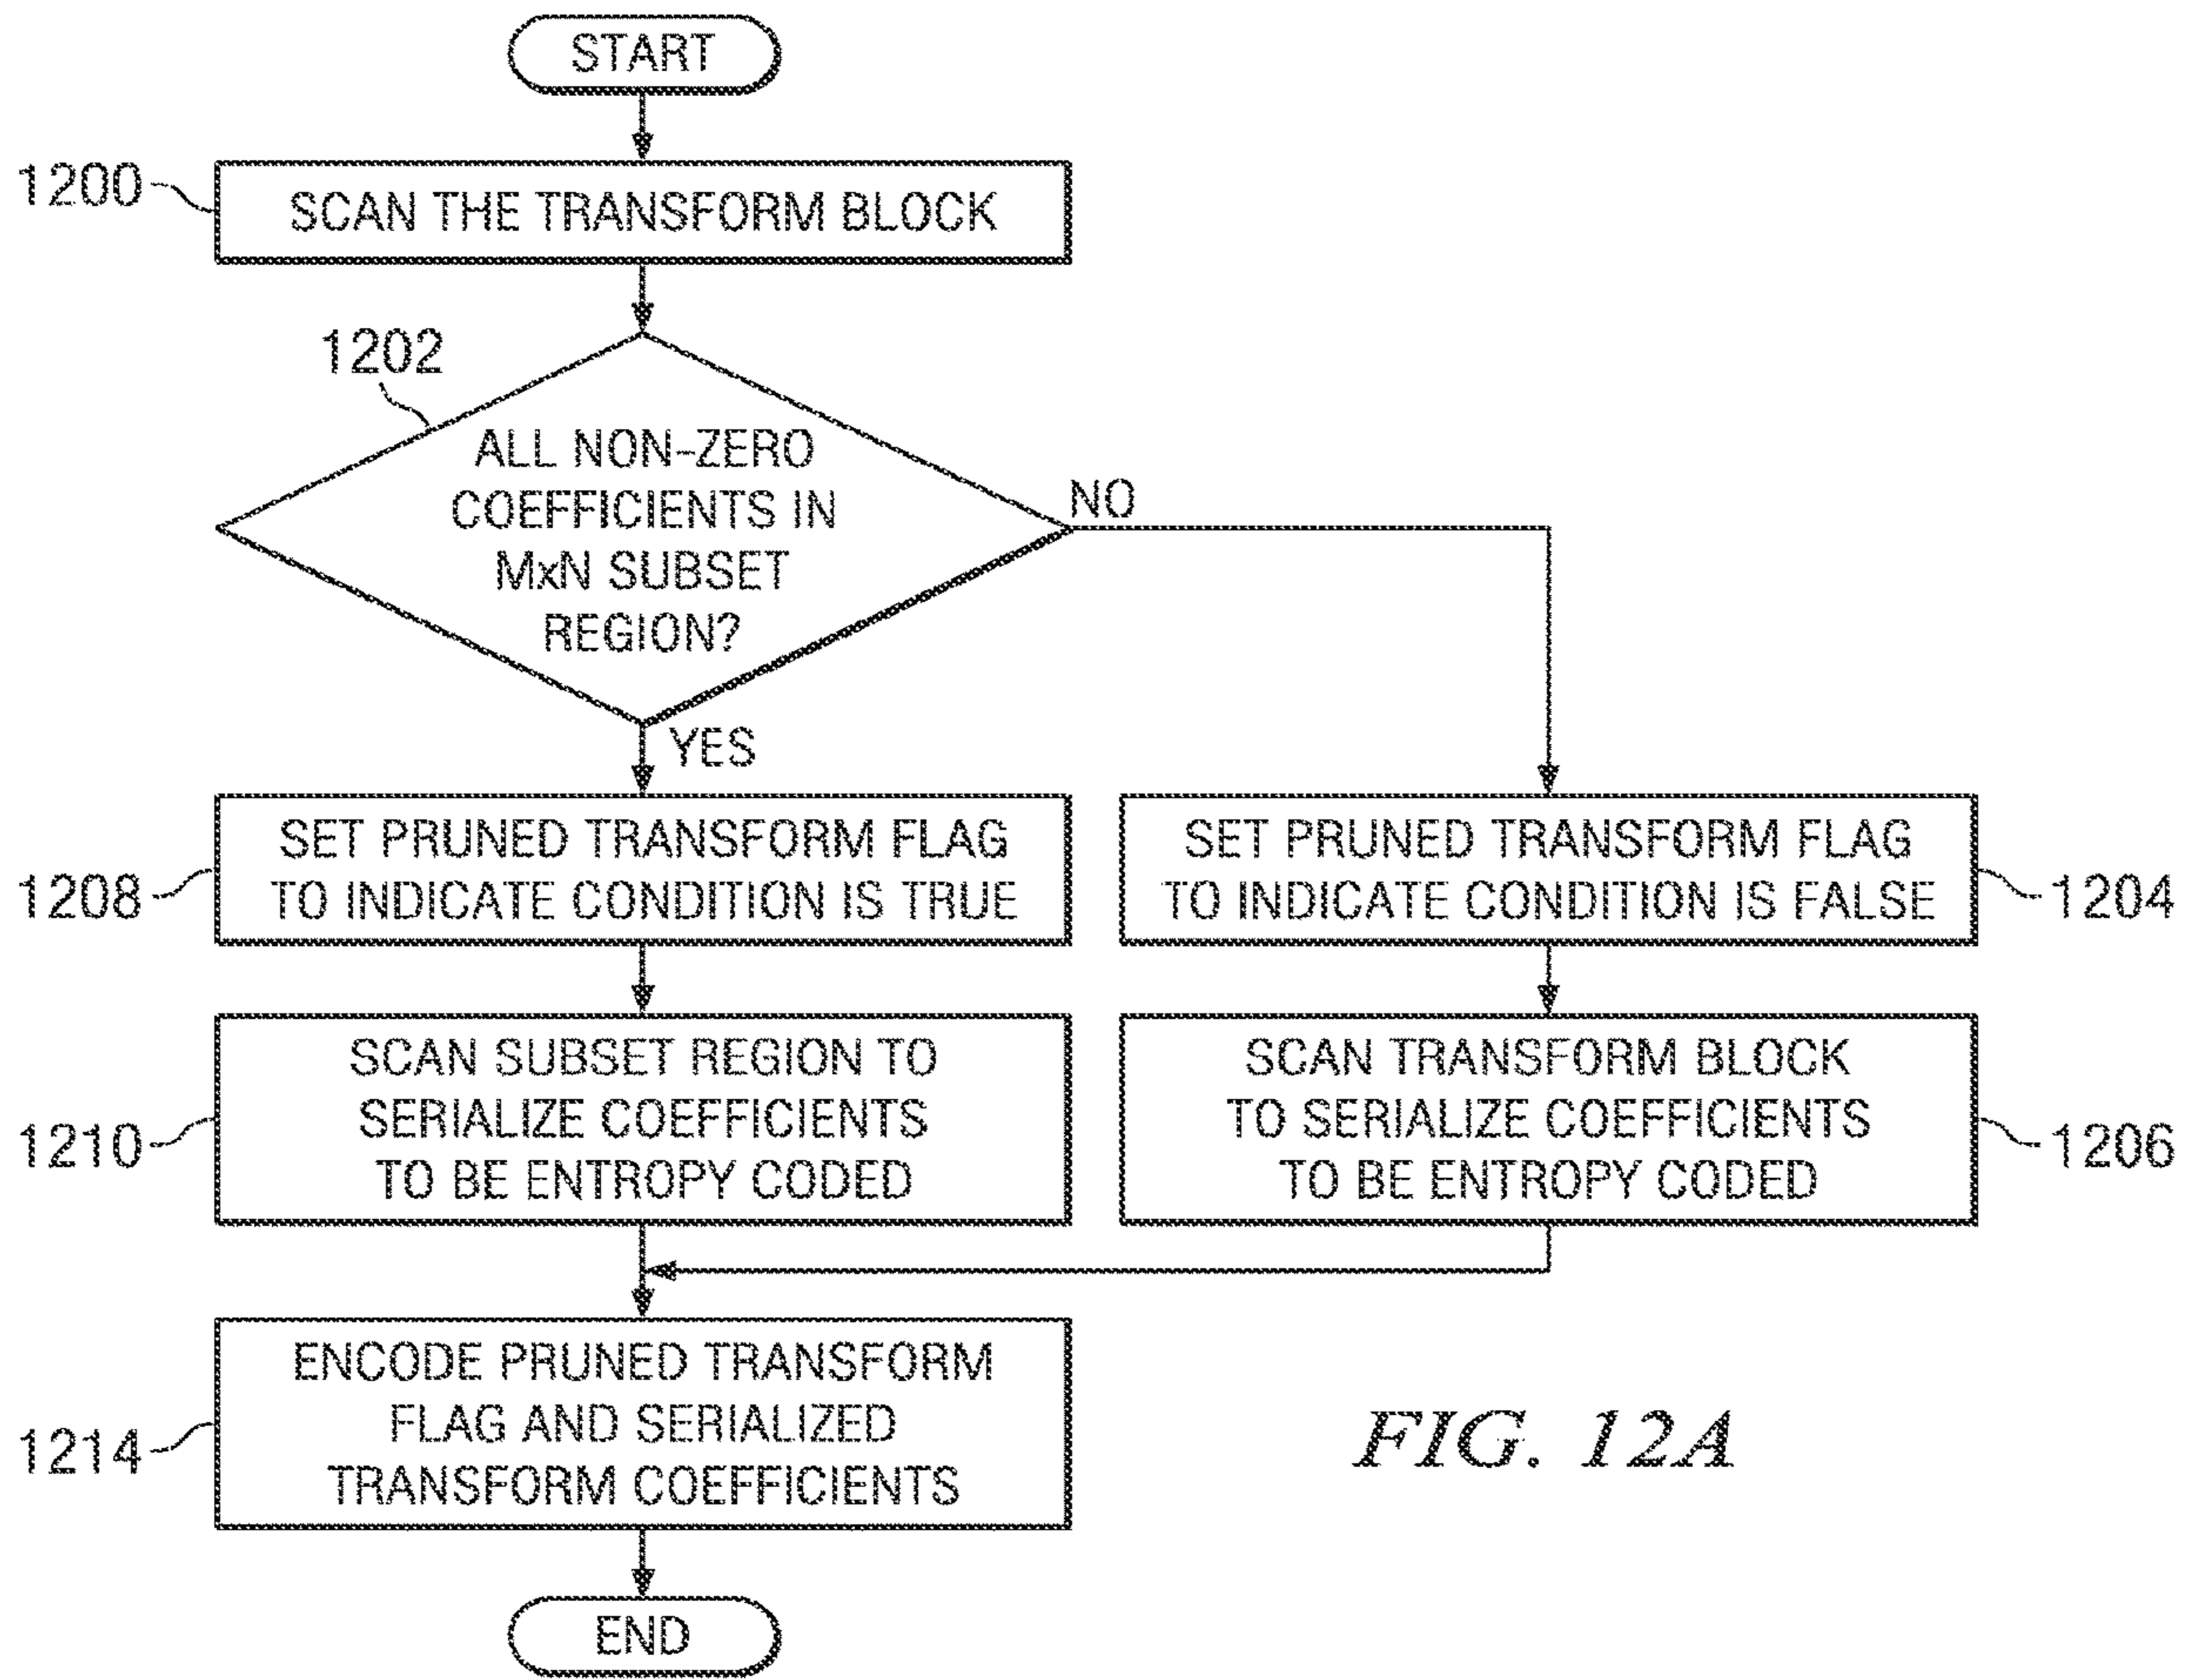 START
1200
SCAN THE TRANSFORM BLOCK
1202
ALL NON-ZERO
COEFFICIENTS IN
MxN SUBSET
REGION?
NO
YES
1208
SET PRUNED TRANSFORM FLAG
TO INDICATE CONDITION IS TRUE
SET PRUNED TRANSFORM FLAG
TO INDICATE CONDITION IS FALSE
1204
1210
SCAN SUBSET REGION TO
SERIALIZE COEFFICIENTS
TO BE ENTROPY CODED
SCAN TRANSFORM BLOCK
TO SERIALIZE COEFFICIENTS
TO BE ENTROPY CODED
1206
1214
ENCODE PRUNED TRANSFORM
FLAG AND SERIALIZED
TRANSFORM COEFFICIENTS
FIG. 12A
END